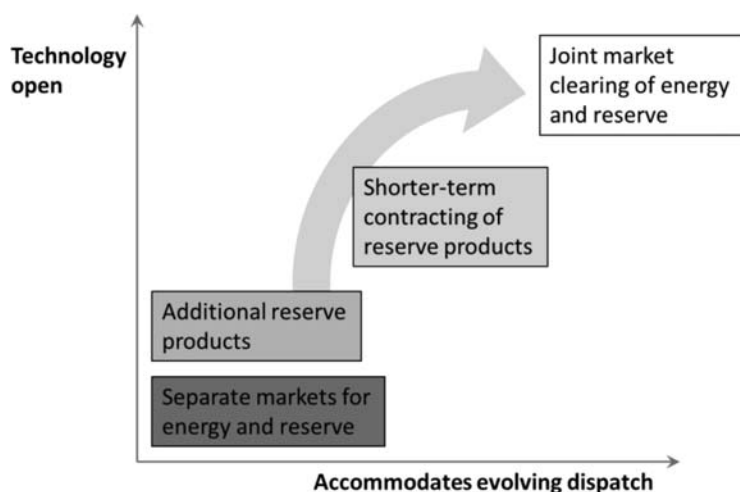 Technology
open
Joint market
clearing of energy
and reserve
Shorter-term
contracting of
reserve products
Additional reserve
products
Separate markets for
energy and reserve
Accommodates evolving dispatch